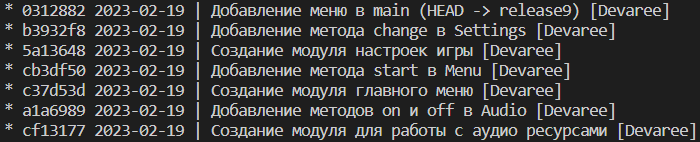 * 0312882 2023-02-19 | Добавление меню в main (HEAD -> release9) [Devaree]
* b3932f8 2023-02-19 | Добавление метода change в Settings [Devaree]
* 5a13648 2023-02-19 | Создание модуля настроек игры [Devaree]
* cb3df50 2023-02-19 | Добавление метода start в Menu [Devaree]
* c37d53d 2023-02-19 | Создание модуля главного меню [Devaree]
* a1a6989 2023-02-19 | Добавление методов on и off в Audio [Devaree]
* cf13177 2023-02-19 | Создание модуля для работы с аудио ресурсами [Devaree]